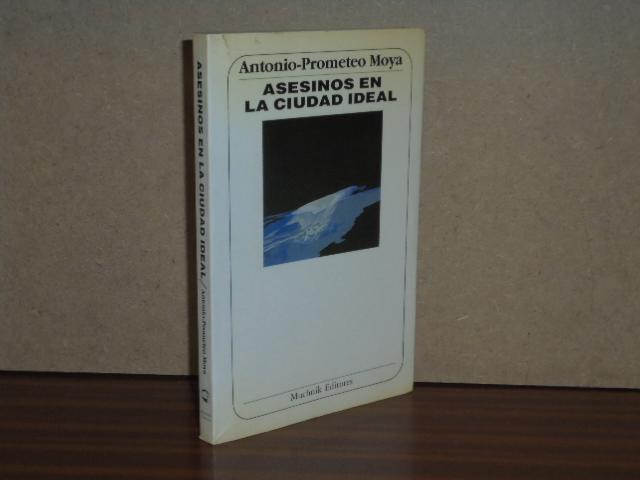 Antonio-Prometeo Moya
ASESINOS EN
LA CIUDAD IDEAL
Muchnik Editores
ASESINOS EN LA CIUDAD IDEAL/Antonio-Prometeo Moya